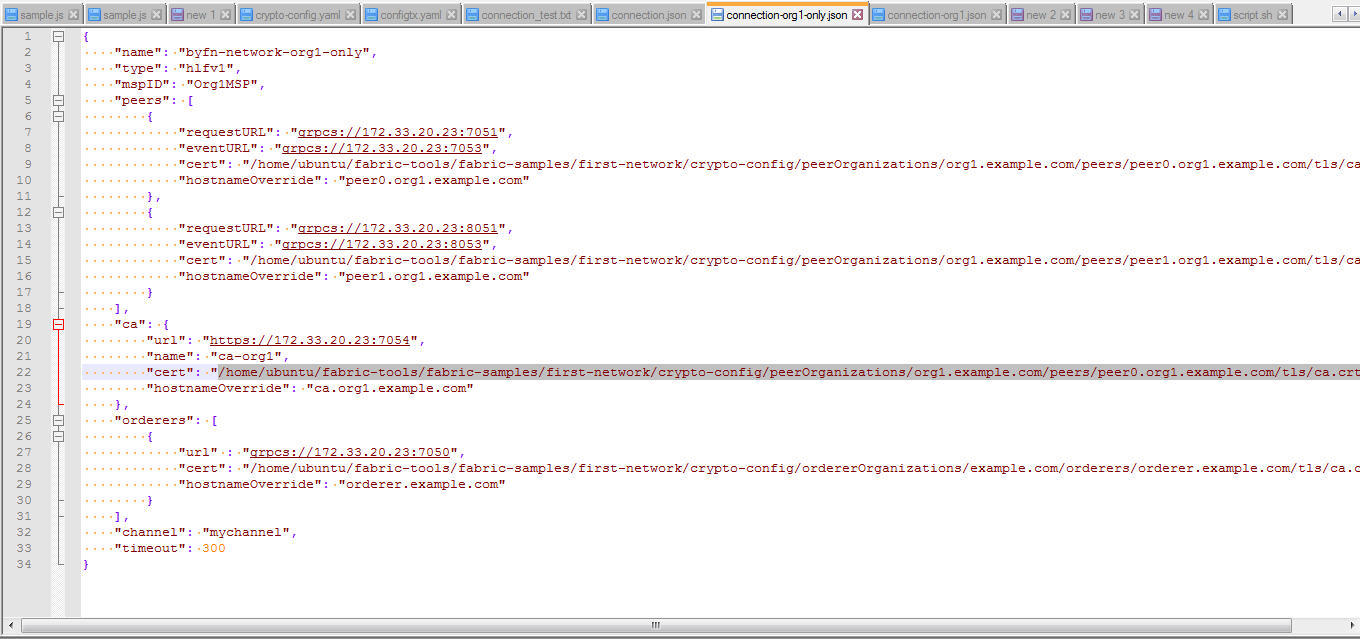 sample.js sample.js new 1 crypto-config.yaml configtx.yaml connection_test.txt connection.json connection-org1-only.json connection-org1.json new 2 new 3 new 4 script.sh
1 {
2 "name": "byfn-network-org1-only",
3 "type": "hlfv1",
4 "mspID": "Org1MSP",
5 "peers": [
6 {
7 "requestURL": "grpcs://172.33.20.23:7051",
8 "eventURL": "grpcs://172.33.20.23:7053",
9 "cert": "/home/ubuntu/fabric-tools/fabric-samples/first-network/crypto-config/peerOrganizations/org1.example.com/peers/peer0.org1.example.com/tls/ca
10 "hostnameOverride": "peer0.org1.example.com"
11 },
12 {
13 "requestURL": "grpcs://172.33.20.23:8051",
14 "eventURL": "grpcs://172.33.20.23:8053",
15 "cert": "/home/ubuntu/fabric-tools/fabric-samples/first-network/crypto-config/peerOrganizations/org1.example.com/peers/peer1.org1.example.com/tls/ca
16 "hostnameOverride": "peer1.org1.example.com"
17 }
18 ],
19 "ca": {
20 "url": "https://172.33.20.23:7054",
21 "name": "ca-org1",
22 "cert": "/home/ubuntu/fabric-tools/fabric-samples/first-network/crypto-config/peerOrganizations/org1.example.com/peers/peer0.org1.example.com/tls/ca.crt
23 "hostnameOverride": "ca.org1.example.com"
24 },
25 "orderers": [
26 {
27 "url" : "grpcs://172.33.20.23:7050",
28 "cert": "/home/ubuntu/fabric-tools/fabric-samples/first-network/crypto-config/ordererOrganizations/example.com/orderers/orderer.example.com/tls/ca.c
29 "hostnameOverride": "orderer.example.com"
30 }
31 ],
32 "channel": "mychannel",
33 "timeout": 300
34 }